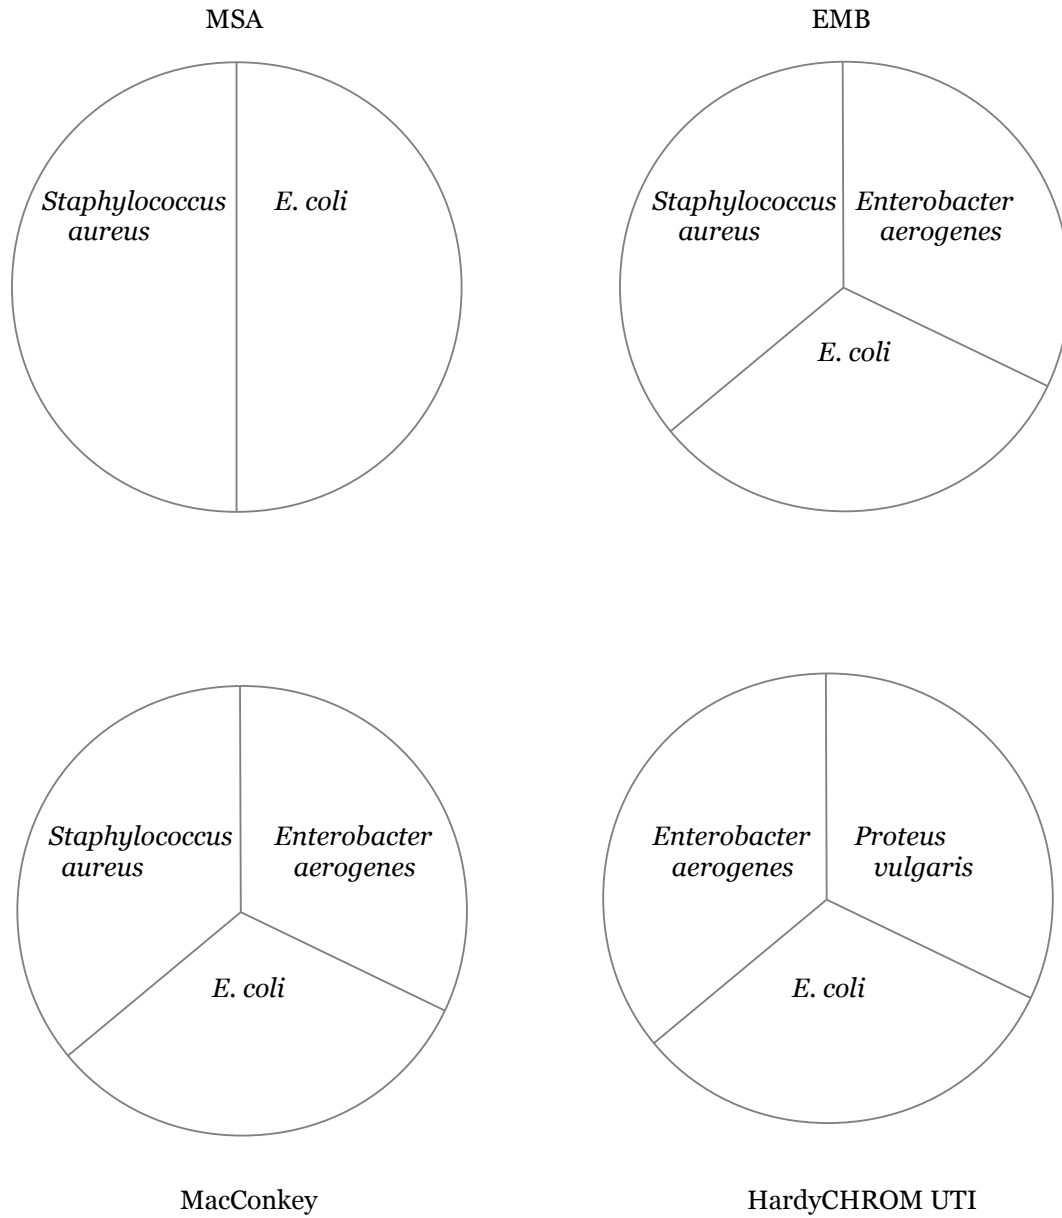 MSA
EMB
Staphylococcus
aureus
E. coli
Staphylococcus
aureus
Enterobacter
aerogenes
E. coli
Staphylococcus
aureus
Enterobacter
aerogenes
E. coli
Enterobacter
aerogenes
Proteus
vulgaris
E. coli
MacConkey
HardyCHROM UTI